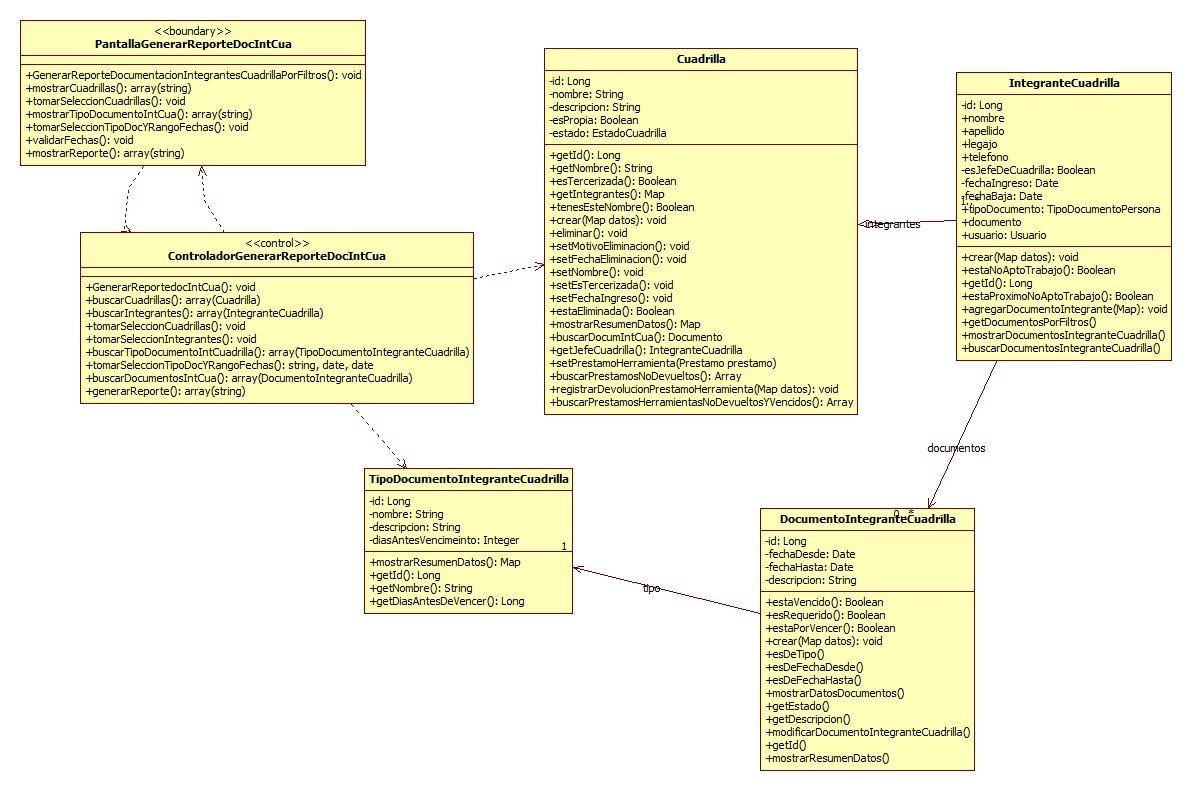 <<boundary>>
PantallaGenerarReporteDocIntCua
+GenerarReporteDocumentacionIntegrantesCuadrillaPorFiltros(): void
+mostrarCuadrillas(): array(string)
+tomarSeleccionCuadrillas(): void
+mostrarTipoDocumentoIntCua(): array(string)
+tomarSeleccionTipoDocYRangoFechas(): void
+validarFechas(): void
+mostrarReporte(): array(string)
<<control>>
ControladorGenerarReporteDocIntCua
+GenerarReportedocIntCua(): void
+buscarCuadrillas(): array(Cuadrilla)
+buscarIntegrantes(): array(IntegranteCuadrilla)
+tomarSeleccionCuadrillas(): void
+tomarSeleccionIntegrantes(): void
+buscarTipoDocumentoIntCuadrilla(): array(TipoDocumentoIntegranteCuadrilla)
+tomarSeleccionTipoDocYRangoFechas(): string, date, date
+buscarDocumentosIntCua(): array(DocumentoIntegranteCuadrilla)
+generarReporte(): array(string)
Cuadrilla
-id: Long
-nombre: String
-descripcion: String
-esPropia: Boolean
-estado: EstadoCuadrilla
+getId(): Long
+getNombre(): String
+esTercerizada(): Boolean
+getIntegrantes(): Map
+tenesEsteNombre(): Boolean
+crear(Map datos): void
+eliminar(): void
+setMotivoEliminacion(): void
+setFechaEliminacion(): void
+setNombre(): void
+setEsTercerizada(): void
+setFechaIngreso(): void
+estaEliminada(): Boolean
+mostrarResumenDatos(): Map
+buscarDocumIntCua(): Documento
+getJefeCuadrilla(): IntegranteCuadrilla
+setPrestamoHerramienta(Prestamo prestamo)
+buscarPrestamosNoDevueltos(): Array
+registrarDevolucionPrestamoHerramienta(Map datos): void
+buscarPrestamosHerramientasNoDevueltosYVencidos(): Array
integrantes
IntegranteCuadrilla
-id: Long
+nombre
+apellido
+legajo
+telefono
-esJefeDeCuadrilla: Boolean
-fechaIngreso: Date
-fechaBaja: Date
1..*
+tipoDocumento: TipoDocumentoPersona
+documento
+usuario: Usuario
+crear(Map datos): void
+estaNoAptoTrabajo(): Boolean
+getId(): Long
+estaProximoNoAptoTrabajo(): Boolean
+agregarDocumentoIntegrante(Map): void
+getDocumentosPorFiltros()
+mostrarDocumentosIntegranteCuadrilla()
+buscarDocumentosIntegranteCuadrilla()
documentos
0..*
TipoDocumentoIntegranteCuadrilla
-id: Long
-nombre: String
-descripcion: String
-diasAntesVencimeinto: Integer
1
+mostrarResumenDatos(): Map
+getId(): Long
+getNombre(): String
+getDiasAntesDeVencer(): Long
tipo
DocumentoIntegranteCuadrilla
-id: Long
-fechaDesde: Date
-fechaHasta: Date
-descripcion: String
+estaVencido(): Boolean
+esRequerido(): Boolean
+estaPorVencer(): Boolean
+crear(Map datos): void
+esDeTipo()
+esDeFechaDesde()
+esDeFechaHasta()
+mostrarDatosDocumentos()
+getEstado()
+getDescripcion()
+modificarDocumentoIntegranteCuadrilla()
+getId()
+mostrarResumenDatos()